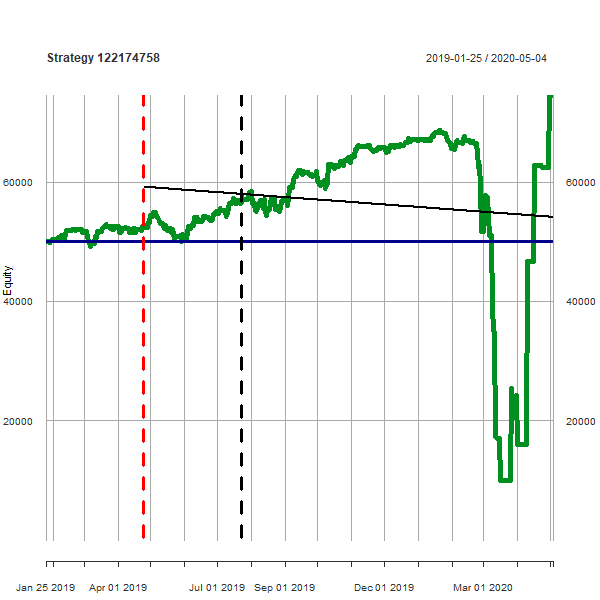 Strategy 122174758
2019-01-25 / 2020-05-04
60000
60000
Equity
40000
40000
20000
20000
Jan 25 2019
Apr 01 2019
Jul 01 2019
Sep 01 2019
Dec 01 2019
Mar 01 2020